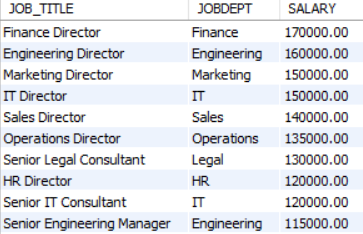 JOB_TITLE JOBDEPT SALARY
Finance Director Finance 170000.00
Engineering Director Engineering 160000.00
Marketing Director Marketing 150000.00
IT Director IT 150000.00
Sales Director Sales 140000.00
Operations Director Operations 135000.00
Senior Legal Consultant Legal 130000.00
HR Director HR 120000.00
Senior IT Consultant IT 120000.00
Senior Engineering Manager Engineering 115000.00